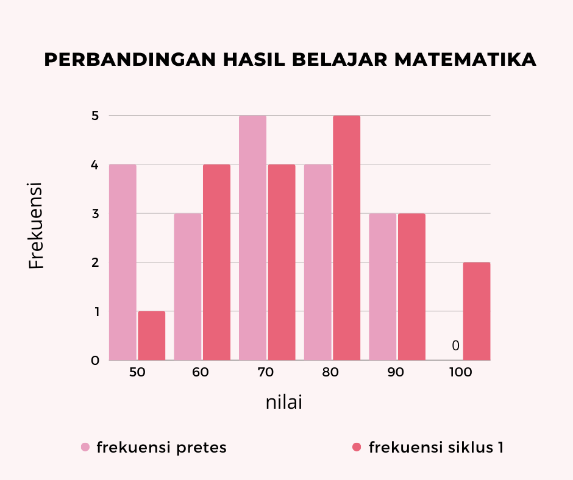 PERBANDINGAN HASIL BELAJAR MATEMATIKA
5
4
3
2
1
0
Frekuensi
0
50 60 70 80 90 100
nilai
frekuensi pretes frekuensi siklus 1